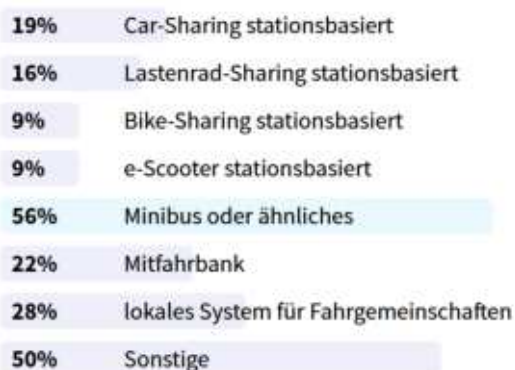 19% Car-Sharing stationsbasiert
16% Lastenrad-Sharing stationsbasiert
9% Bike-Sharing stationsbasiert
9% e-Scooter stationsbasiert
56% Minibus oder ähnliches
22% Mitfahrbank
28% lokales System für Fahrgemeinschaften
50% Sonstige